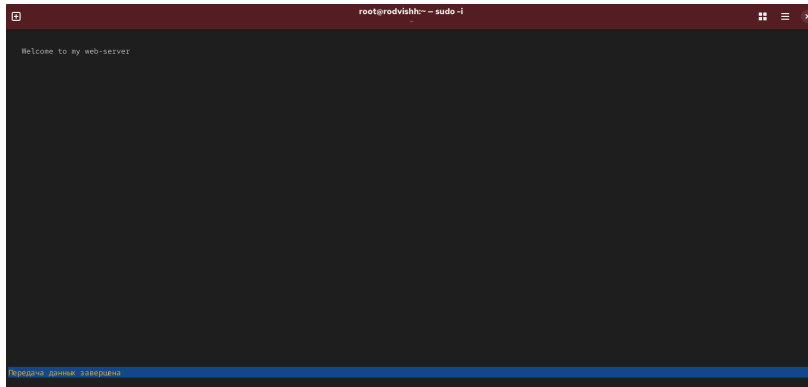 root@rodvishh:~ — sudo -i
~
Welcome to my web-server
Передача данных завершена